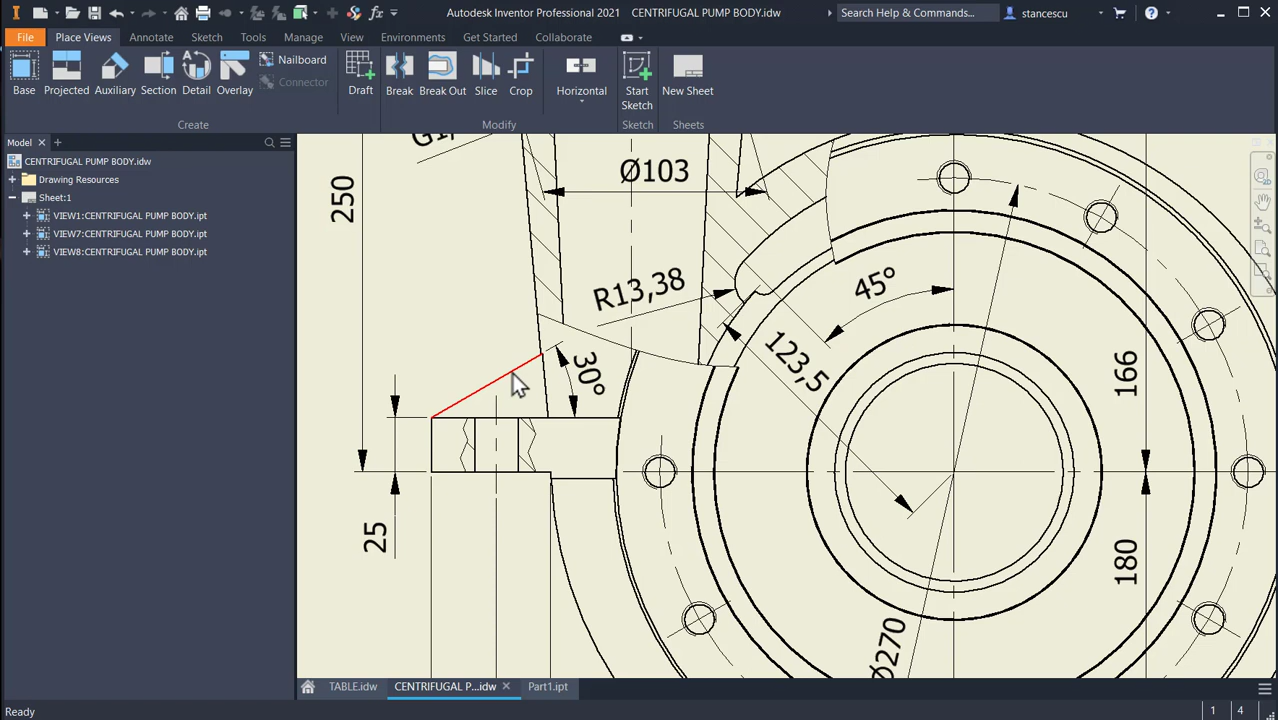 Autodesk Inventor Professional 2021 CENTRIFUGAL PUMP BODY.idw
Search Help & Commands...
stancescu
File Place Views Annotate Sketch Tools Manage View Environments Get Started Collaborate
Base
Projected
Auxiliary
Section
Detail
Overlay
Nailboard
Connector
Draft
Break
Break Out
Slice
Crop
Horizontal
Start
Sketch
New Sheet
Create
Modify
Sketch
Sheets
Model
CENTRIFUGAL PUMP BODY.idw
Drawing Resources
Sheet:1
VIEW1:CENTRIFUGAL PUMP BODY.ipt
VIEW7:CENTRIFUGAL PUMP BODY.ipt
VIEW8:CENTRIFUGAL PUMP BODY.ipt
250
Ø103
R13,38
45°
30°
123,5
166
25
180
Ø270
TABLE.idw
CENTRIFUGAL P...idw
Part1.ipt
Ready
1 4